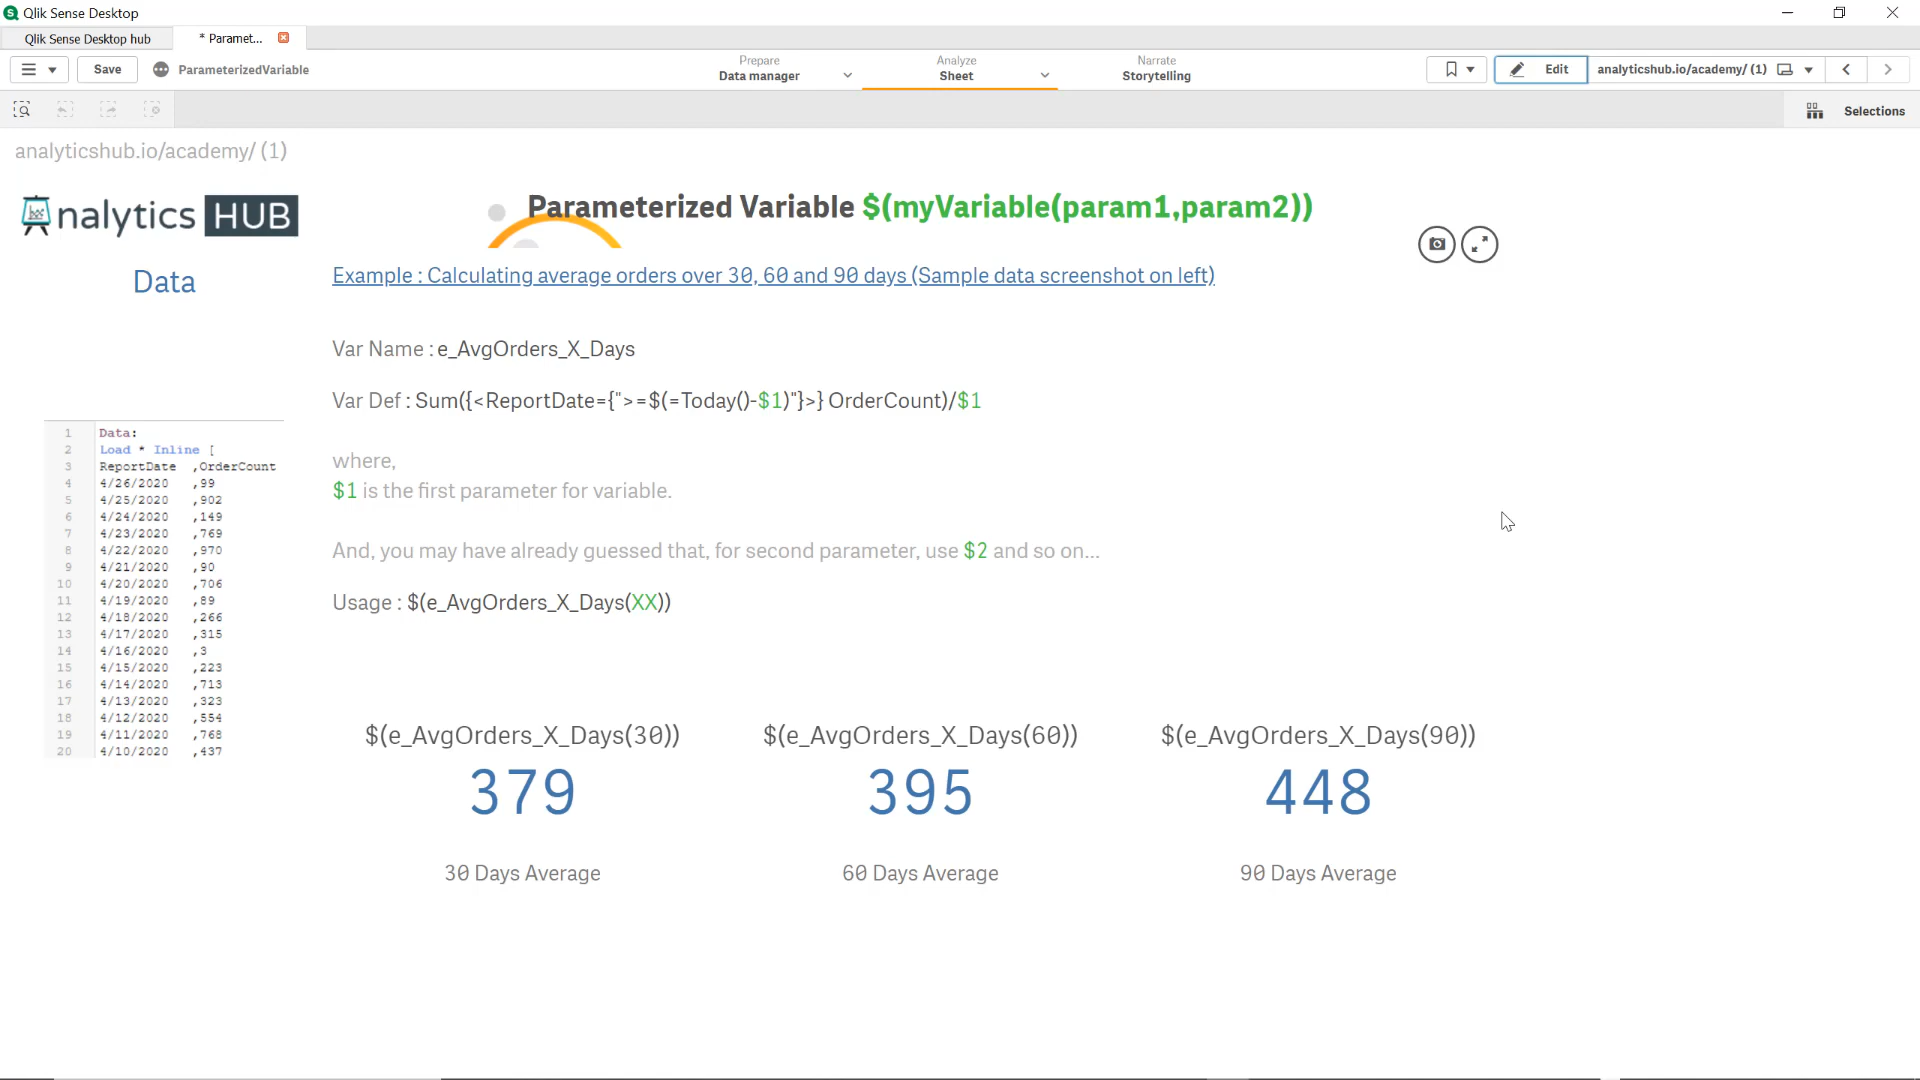 Qlik Sense Desktop
Qlik Sense Desktop hub
* Paramet...
Save
ParameterizedVariable
Prepare
Data manager
Analyze
Sheet
Narrate
Storytelling
Edit
analyticshub.io/academy/ (1)
Selections
analyticshub.io/academy/ (1)
nalytics HUB
Parameterized Variable $(myVariable(param1,param2))
Data
Example : Calculating average orders over 30, 60 and 90 days (Sample data screenshot on left)
Var Name : e_AvgOrders_X_Days
Var Def : Sum({<ReportDate={">=$(=Today()-$1)"}>} OrderCount)/$1
where,
$1 is the first parameter for variable.
And, you may have already guessed that, for second parameter, use $2 and so on...
Usage : $(e_AvgOrders_X_Days(XX))
1 Data:
2 Load * Inline [
3 ReportDate ,OrderCount
4 4/26/2020 ,99
5 4/25/2020 ,902
6 4/24/2020 ,149
7 4/23/2020 ,769
8 4/22/2020 ,970
9 4/21/2020 ,90
10 4/20/2020 ,706
11 4/19/2020 ,89
12 4/18/2020 ,266
13 4/17/2020 ,315
14 4/16/2020 ,3
15 4/15/2020 ,223
16 4/14/2020 ,713
17 4/13/2020 ,323
18 4/12/2020 ,554
19 4/11/2020 ,768
20 4/10/2020 ,437
$(e_AvgOrders_X_Days(30))
379
30 Days Average
$(e_AvgOrders_X_Days(60))
395
60 Days Average
$(e_AvgOrders_X_Days(90))
448
90 Days Average